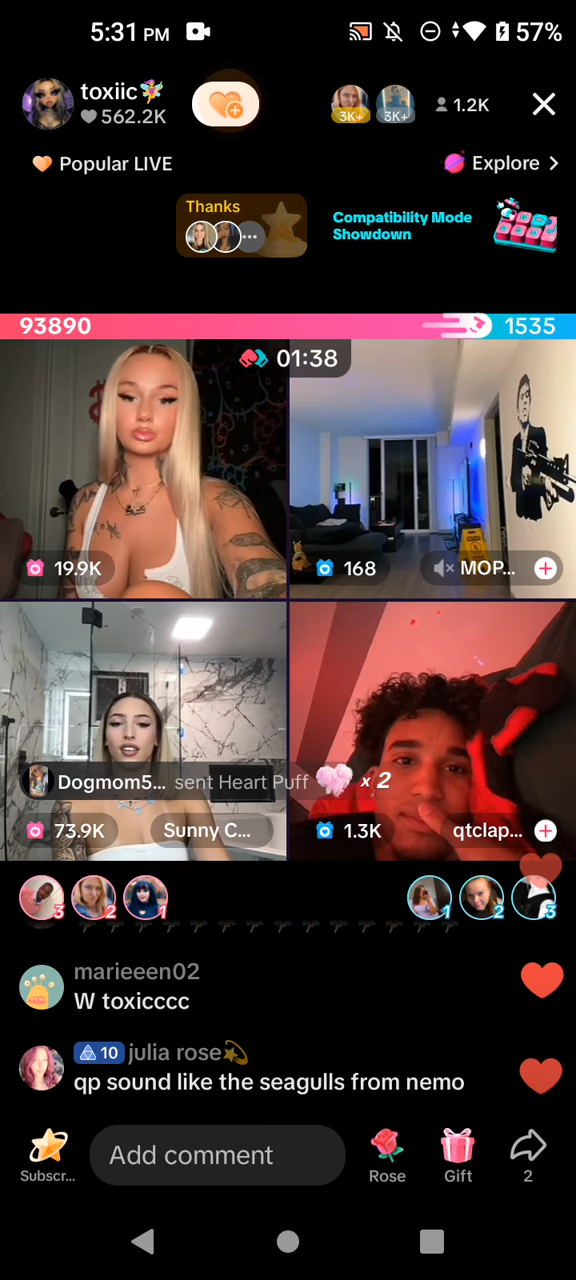 5:31 PM
57%
toxiic🧚
562.2K
3K+
3K+
1.2K
Popular LIVE
Explore >
Thanks
Compatibility Mode
Showdown
93890
1535
01:38
19.9K
168
MOP...
Dogmom5... sent Heart Puff x 2
73.9K
Sunny C...
1.3K
qtclap...
3
2
1
1
2
3
marieeen02
W toxicccc
10 julia rose💫
qp sound like the seagulls from nemo
Subscr...
Add comment
Rose
Gift
2